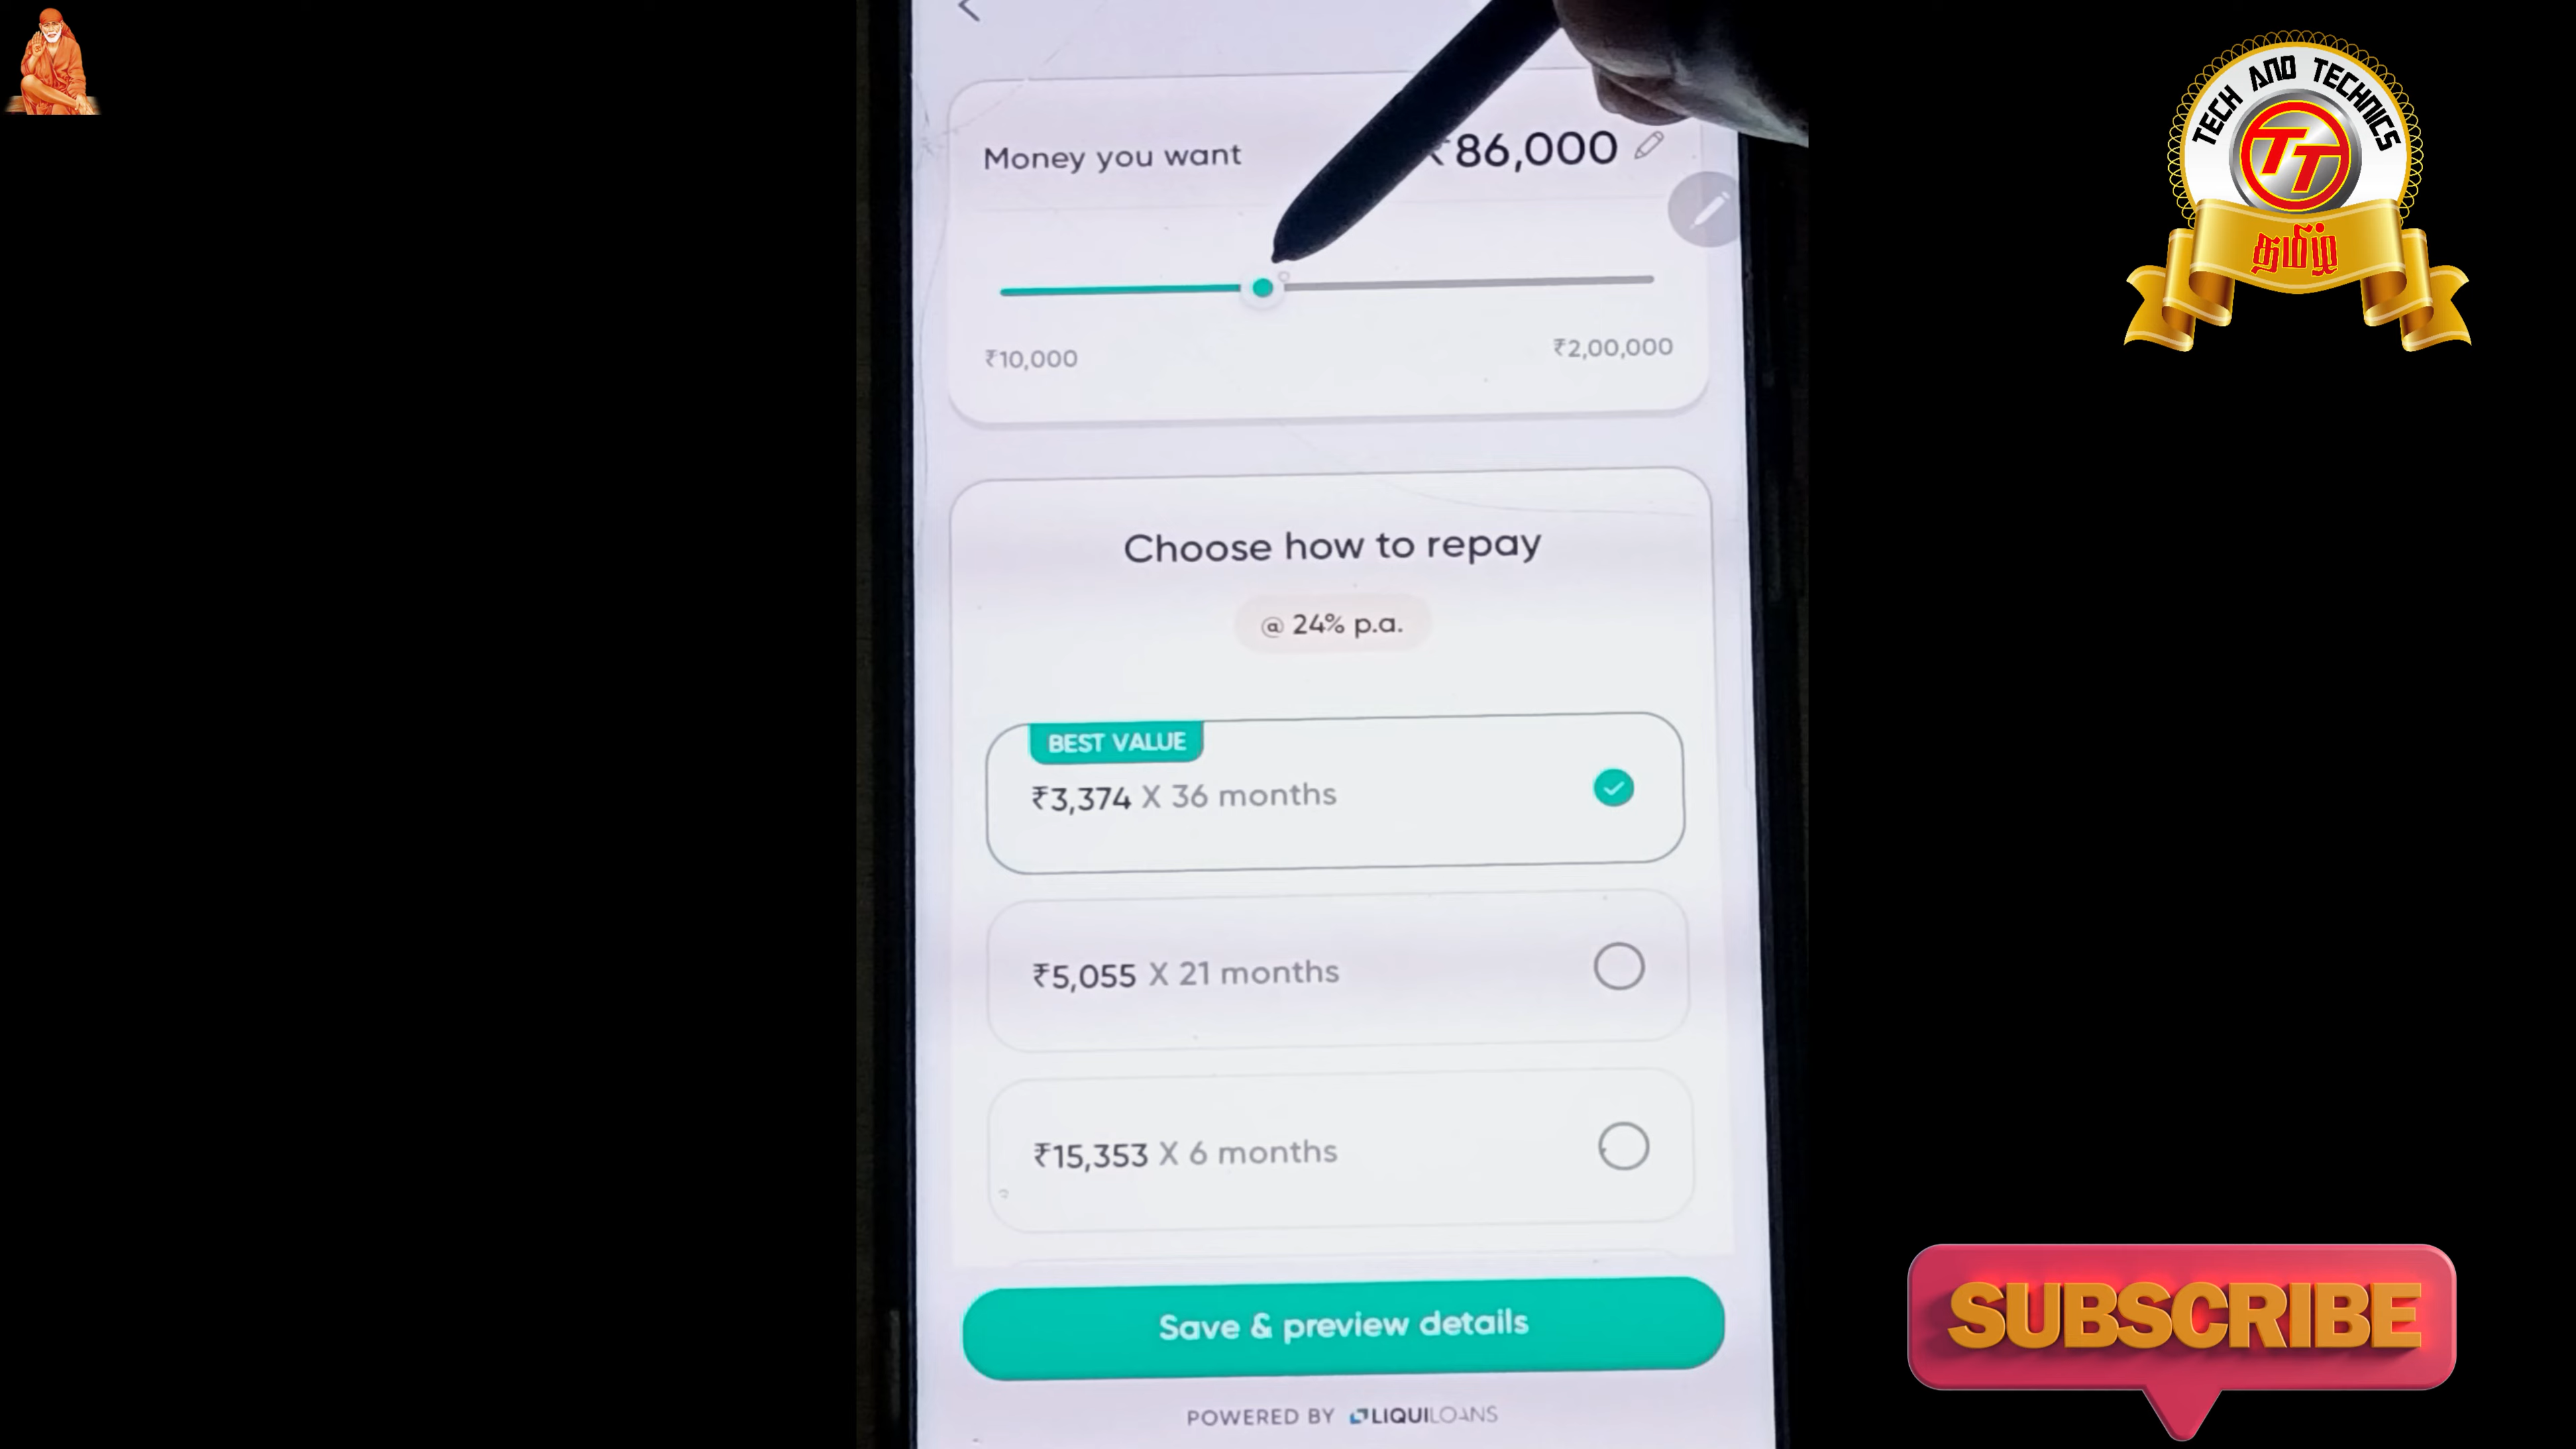 TECH AND TECHNICS
TT
தமிழ்
Money you want
₹86,000
₹10,000
₹2,00,000
Choose how to repay
@ 24% p.a.
BEST VALUE
₹3,374 X 36 months
₹5,055 X 21 months
₹15,353 X 6 months
Save & preview details
POWERED BY LIQUILOANS
SUBSCRIBE